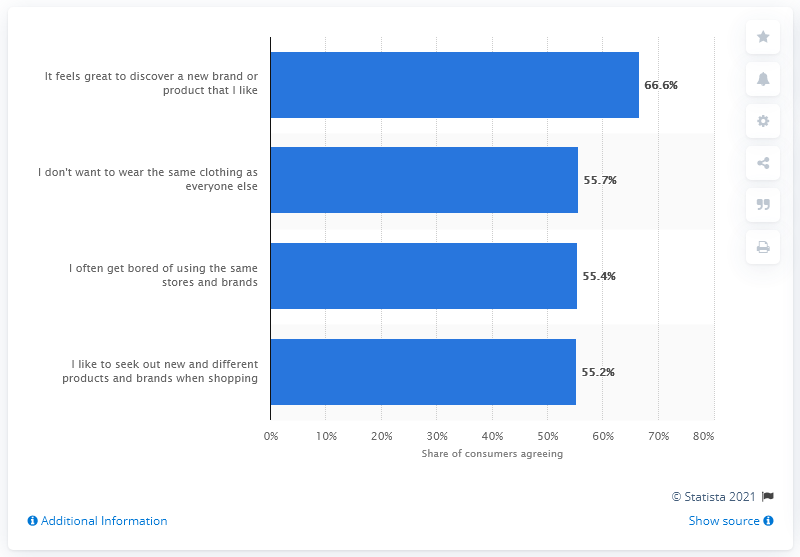 It feels great to discover a new brand or
product that I like
66.6%
I don't want to wear the same clothing as
everyone else
55.7%
I often get bored of using the same
stores and brands
55.4%
I like to seek out new and different
products and brands when shopping
55.2%
0% 10% 20% 30% 40% 50% 60% 70% 80%
Share of consumers agreeing
© Statista 2021
Additional Information
Show source